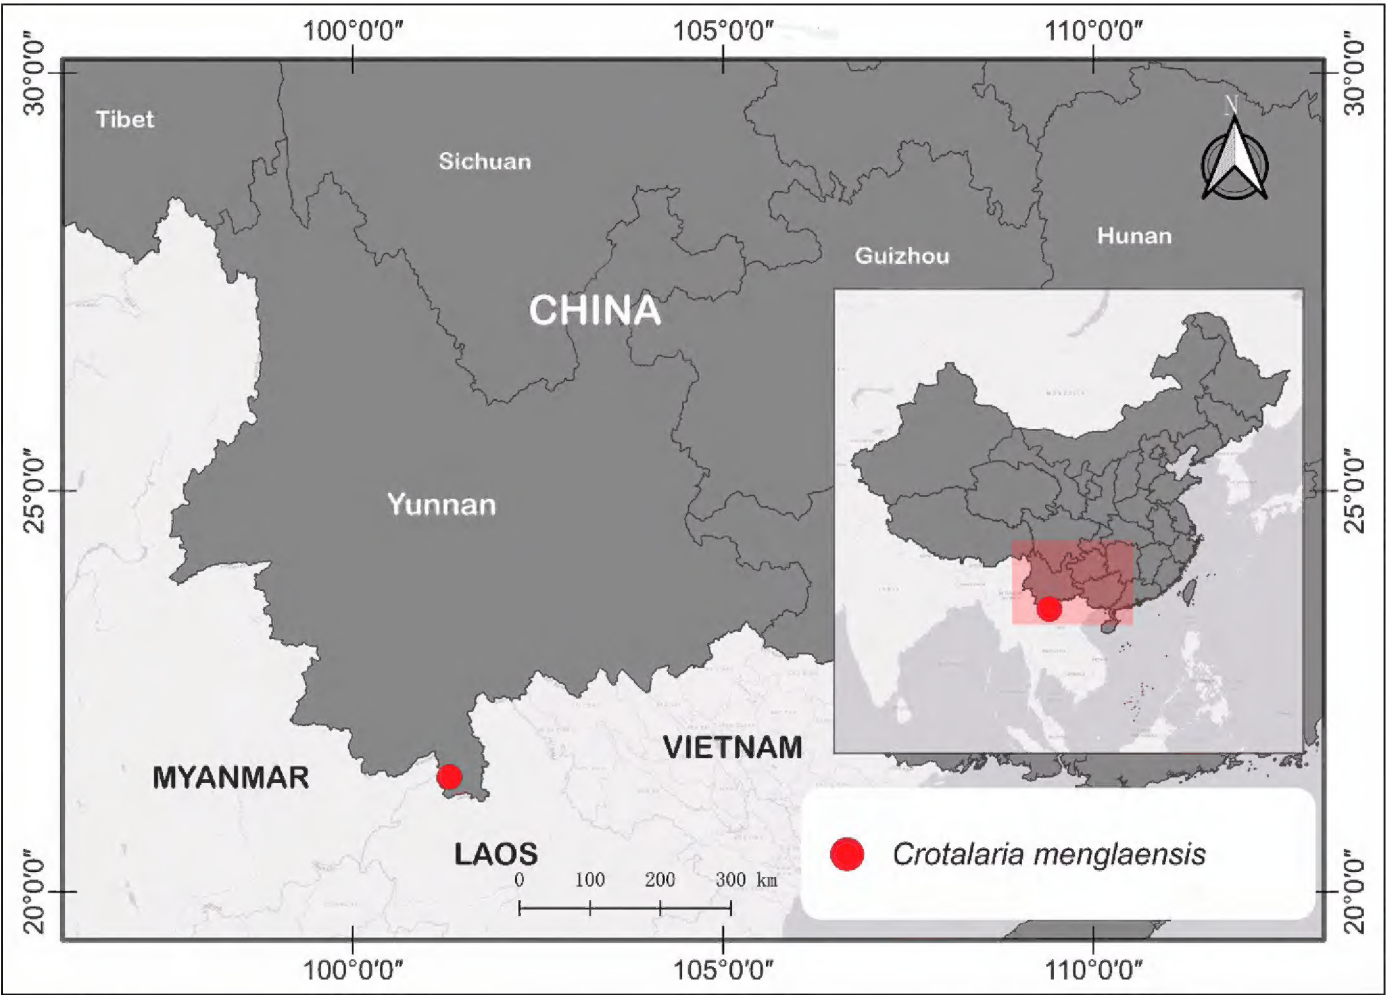 100°0′0″ 105°0′0″ 110°0′0″
30°0′0″ 30°0′0″
N
Tibet
Sichuan
Hunan
Guizhou
CHINA
25°0′0″ 25°0′0″
Yunnan
VIETNAM
MYANMAR
LAOS
Crotalaria menglaensis
0 100 200 300 km
20°0′0″ 20°0′0″
100°0′0″ 105°0′0″ 110°0′0″